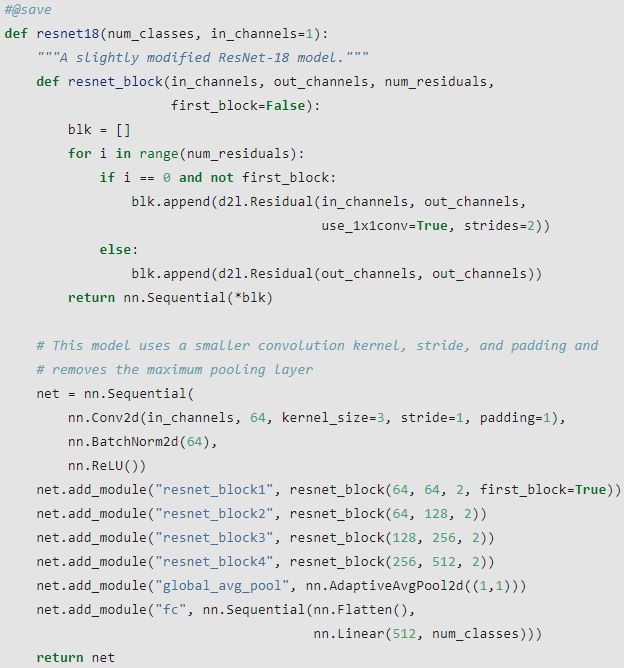 #@save
def resnet18(num_classes, in_channels=1):
    """A slightly modified ResNet-18 model."""
    def resnet_block(in_channels, out_channels, num_residuals,
                     first_block=False):
        blk = []
        for i in range(num_residuals):
            if i == 0 and not first_block:
                blk.append(d2l.Residual(in_channels, out_channels,
                                        use_1x1conv=True, strides=2))
            else:
                blk.append(d2l.Residual(out_channels, out_channels))
        return nn.Sequential(*blk)

    # This model uses a smaller convolution kernel, stride, and padding and
    # removes the maximum pooling layer
    net = nn.Sequential(
        nn.Conv2d(in_channels, 64, kernel_size=3, stride=1, padding=1),
        nn.BatchNorm2d(64),
        nn.ReLU())
    net.add_module("resnet_block1", resnet_block(64, 64, 2, first_block=True))
    net.add_module("resnet_block2", resnet_block(64, 128, 2))
    net.add_module("resnet_block3", resnet_block(128, 256, 2))
    net.add_module("resnet_block4", resnet_block(256, 512, 2))
    net.add_module("global_avg_pool", nn.AdaptiveAvgPool2d((1,1)))
    net.add_module("fc", nn.Sequential(nn.Flatten(),
                                       nn.Linear(512, num_classes)))
    return net